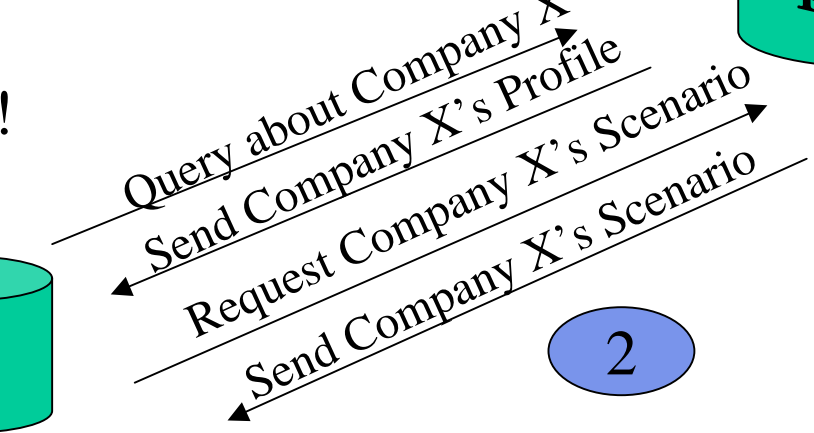 Query about Company X
!
Send Company X’s Profile
Request Company X’s Scenario
Send Company X’s Scenario
2